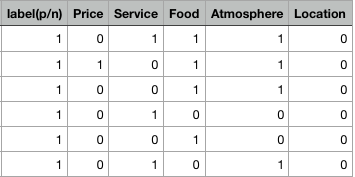 label(p/n) Price Service Food Atmosphere Location
1 0 1 1 1 0
1 1 0 1 1 0
1 0 0 1 1 0
1 0 1 0 0 0
1 0 0 1 0 0
1 0 1 0 1 0